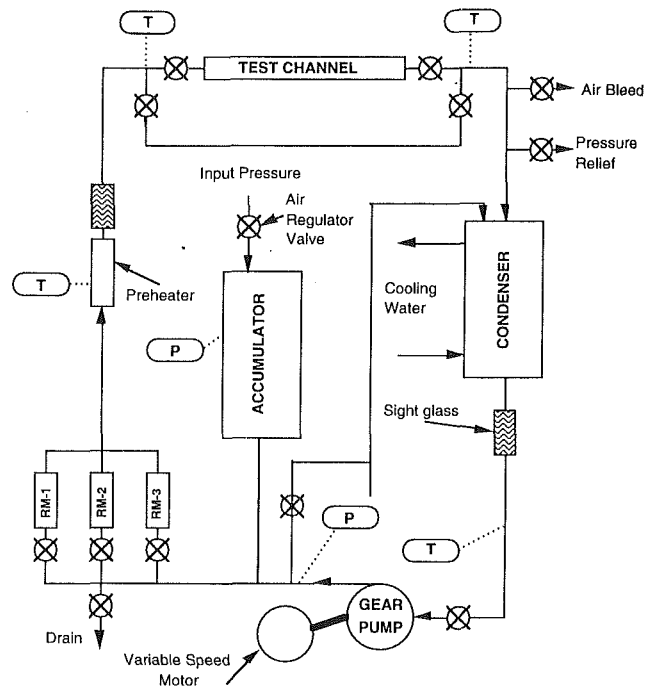 T
T
TEST CHANNEL
Air Bleed
Pressure
Relief
Input Pressure
Air
Regulator
Valve
T
Preheater
P
ACCUMULATOR
Cooling
Water
CONDENSER
Sight glass
RM-1
RM-2
RM-3
P
T
GEAR
PUMP
Drain
Variable Speed
Motor